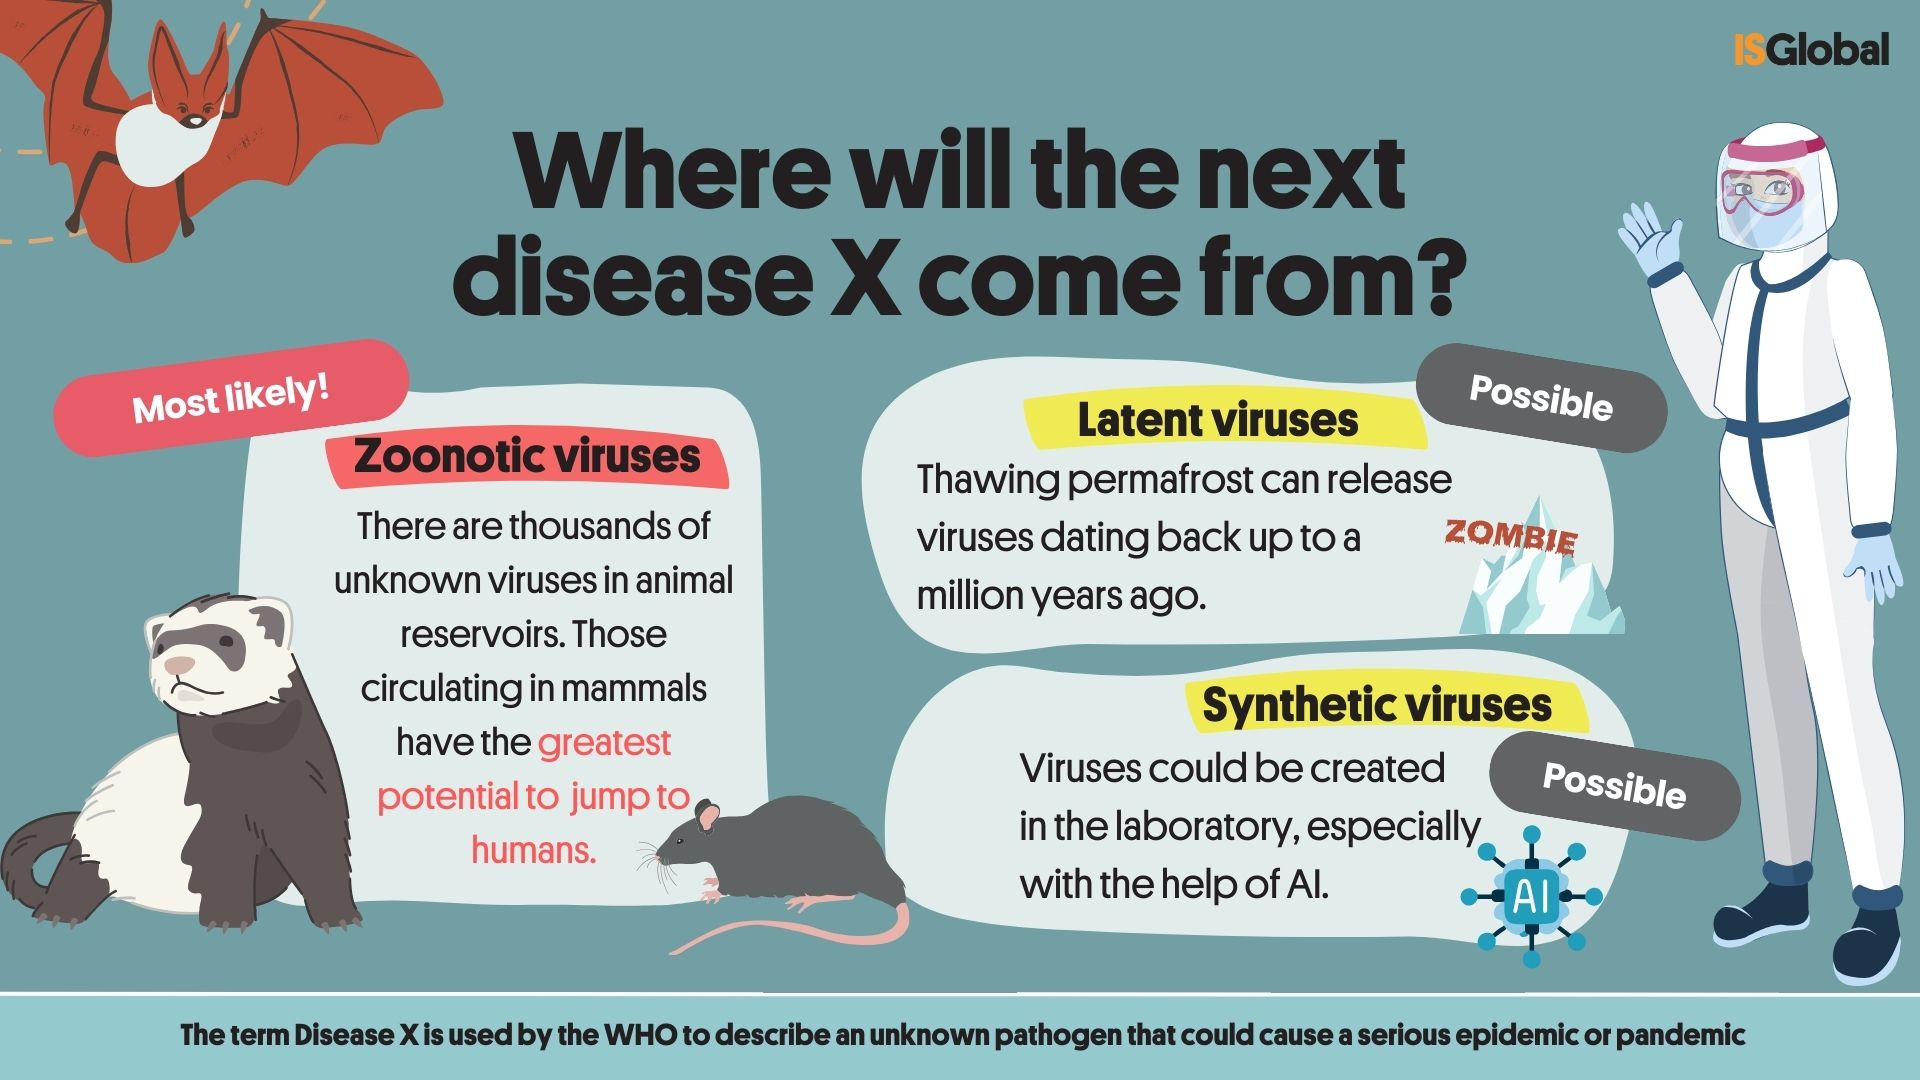 ISGlobal
Where will the next
disease X come from?
Most likely!
Zoonotic viruses
There are thousands of
unknown viruses in animal
reservoirs. Those
circulating in mammals
have the greatest
potential to jump to
humans.
Possible
Latent viruses
Thawing permafrost can release
viruses dating back up to a
million years ago.
ZOMBIE
Synthetic viruses
Possible
Viruses could be created
in the laboratory, especially
with the help of AI.
AI
The term Disease X is used by the WHO to describe an unknown pathogen that could cause a serious epidemic or pandemic